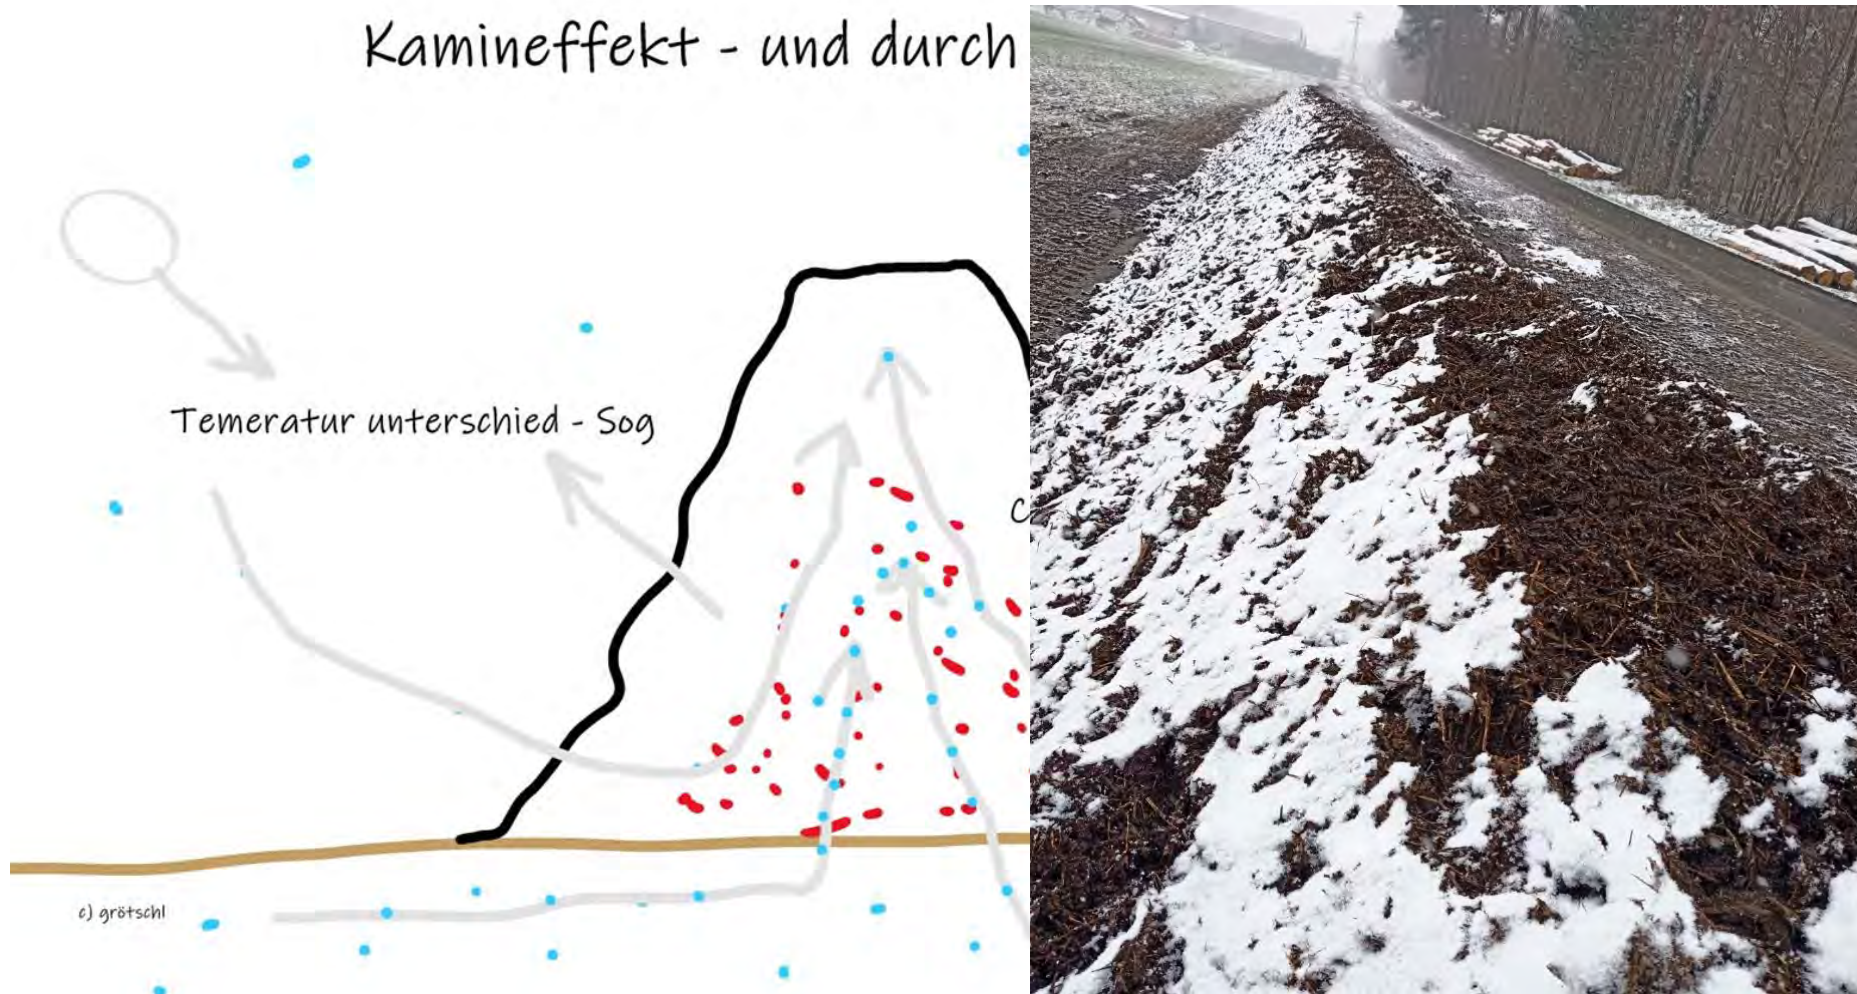 Kamineffekt - und durch
Temeratur unterschied - Sog
c) grötschl